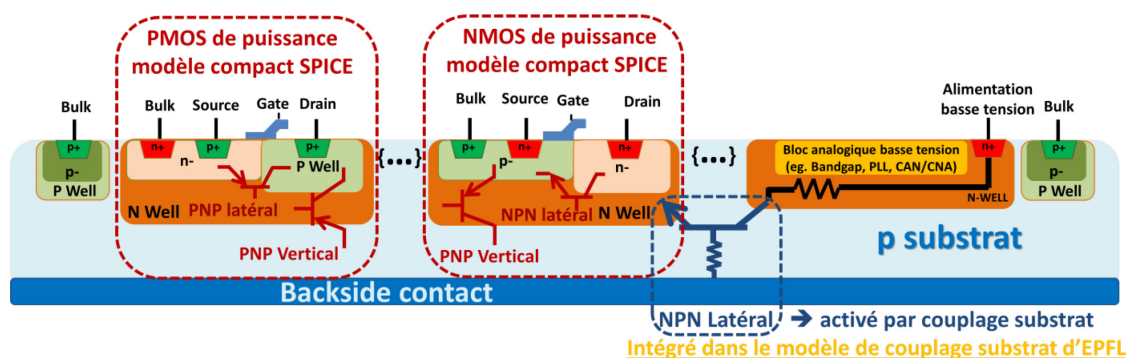 PMOS de puissance
modèle compact SPICE
NMOS de puissance
modèle compact SPICE
Alimentation
basse tension
Bulk
Bulk
Source
Gate
Drain
Bulk
Source
Gate
Drain
Bulk
p+
n+
p+
p+
p+
n+
n+
n+
p+
p-
P Well
n-
P Well
N Well
PNP latéral
PNP Vertical
{...}
p-
n-
NPN latéral
N Well
PNP Vertical
{...}
Bloc analogique basse tension
(eg. Bandgap, PLL, CAN/CNA)
N-WELL
p-
P Well
p substrat
Backside contact
NPN Latéral → activé par couplage substrat
Intégré dans le modèle de couplage substrat d'EPFL